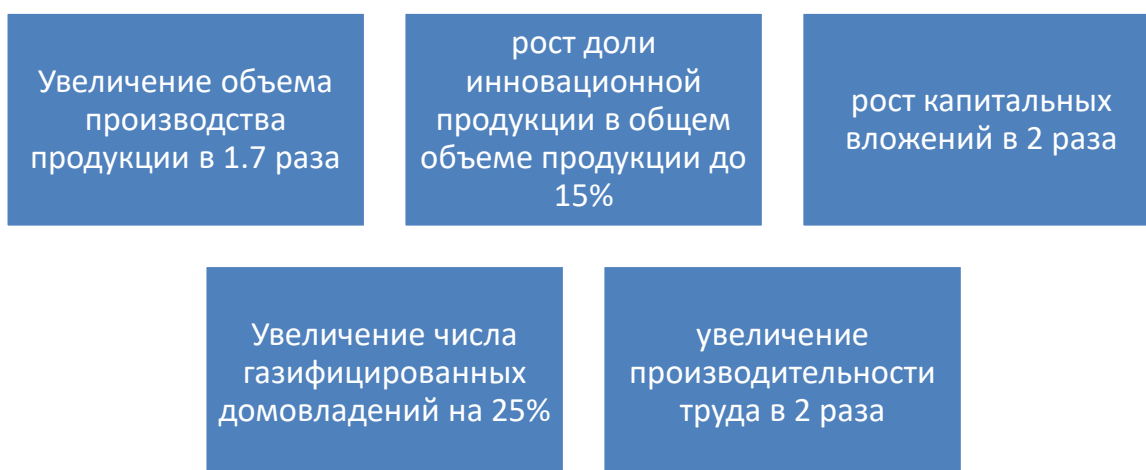 Увеличение объема
производства
продукции в 1.7 раза
рост доли
инновационной
продукции в общем
объеме продукции до
15%
рост капитальных
вложений в 2 раза
Увеличение числа
газифицированных
домовладений на 25%
увеличение
производительности
труда в 2 раза